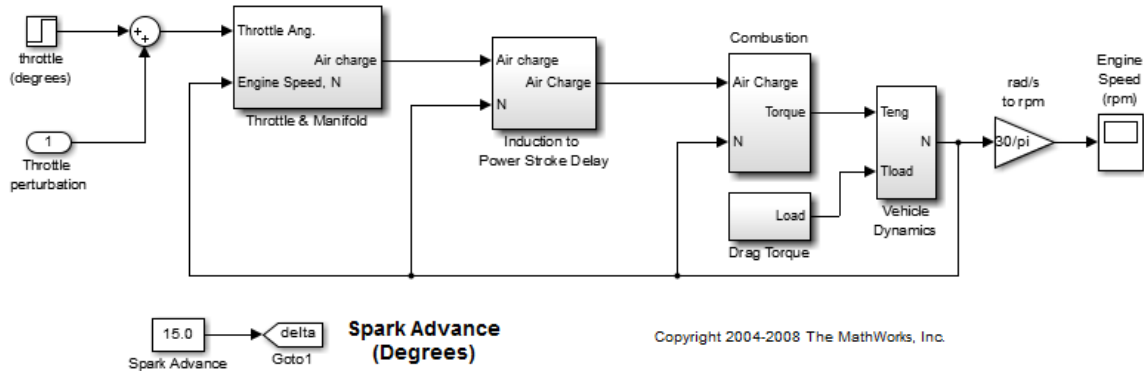 throttle
(degrees)
+
+
1
Throttle
perturbation
Throttle Ang.
Air charge
Engine Speed, N
Throttle & Manifold
Air charge
Air Charge
N
Induction to
Power Stroke Delay
Combustion
Air Charge
Torque
N
Load
Drag Torque
Teng
N
Tload
Vehicle
Dynamics
rad/s
to rpm
30/pi
Engine
Speed
(rpm)
15.0
Spark Advance
delta
Goto1
Spark Advance
(Degrees)
Copyright 2004-2008 The MathWorks, Inc.